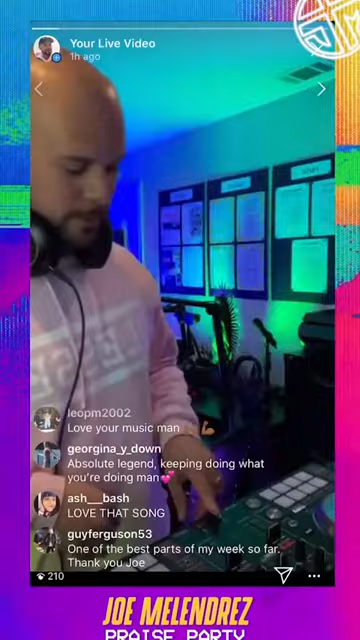 Your Live Video
1h ago
leopm2002
Love your music man 💪
georgina_y_down
Absolute legend, keeping doing what
you're doing man💕
ash___bash
LOVE THAT SONG
guyferguson53
One of the best parts of my week so far.
Thank you Joe
210
JOE MELENDREZ
PRAISE PARTY